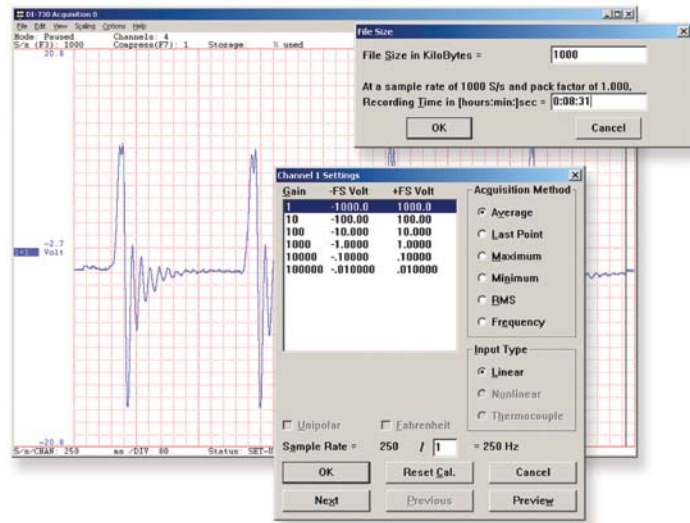 DI-730 Acquisition 0
File Edit View Scaling Options Help
Mode: Paused Channels: 4
S/s (F3): 1000 Compress(F7): 1 Storage: % used
20.0
-2.7
Volt
-20.0
S/s/CHAN: 250 ms /DIV 80 Status: SET-U
File Size
File Size in KiloBytes = 1000
At a sample rate of 1000 S/s and pack factor of 1.000,
Recording Time in [hours:min:]sec = 0:08:31
OK Cancel
Channel 1 Settings
Gain -FS Volt +FS Volt
1 -1000.0 1000.0
10 -100.00 100.00
100 -10.000 10.000
1000 -1.0000 1.0000
10000 -.10000 .10000
100000 -.010000 .010000
Acquisition Method
Average
Last Point
Maximum
Minimum
RMS
Frequency
Input Type
Linear
Nonlinear
Thermocouple
Unipolar Fahrenheit
Sample Rate = 250 / 1 = 250 Hz
OK Reset Cal. Cancel
Next Previous Preview